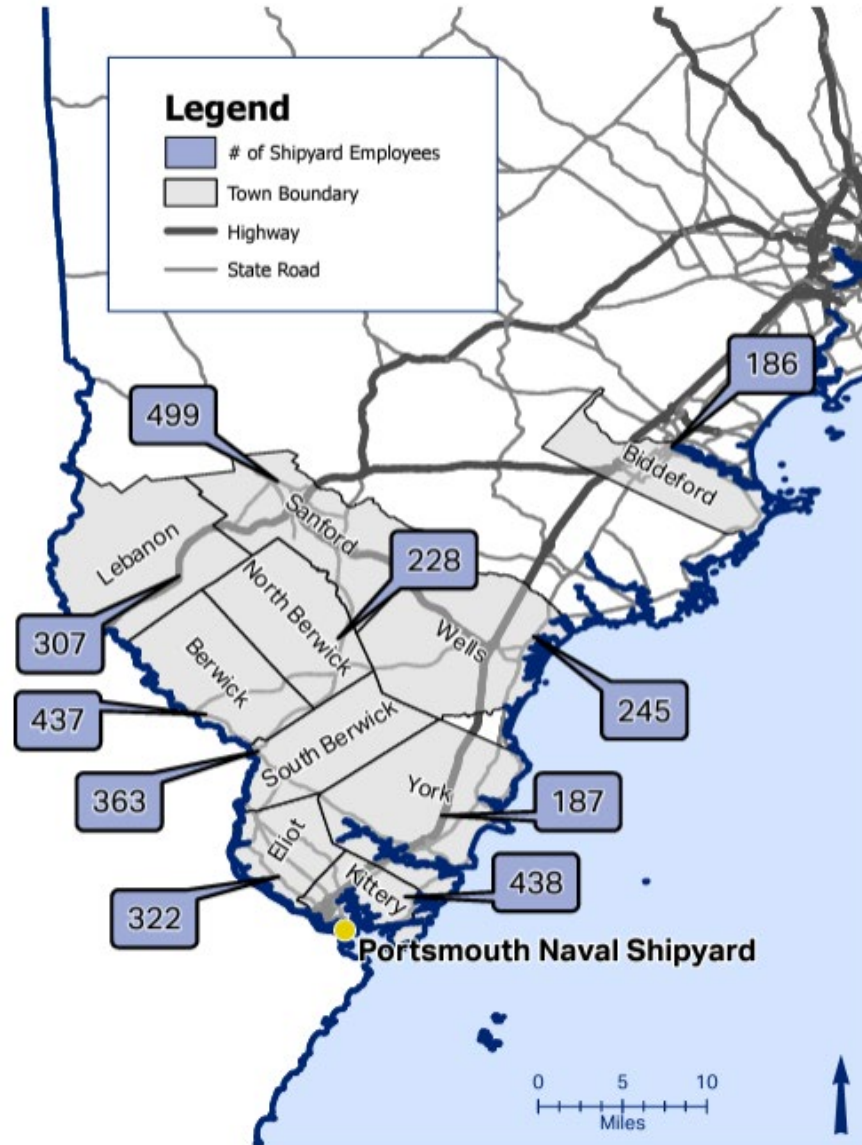 Legend
# of Shipyard Employees
Town Boundary
Highway
State Road
186
499
Biddeford
Sanford
Lebanon
228
North Berwick
307
Wells
Berwick
437
245
South Berwick
363
York
187
Eliot
Kittery
438
322
Portsmouth Naval Shipyard
0 5 10
Miles